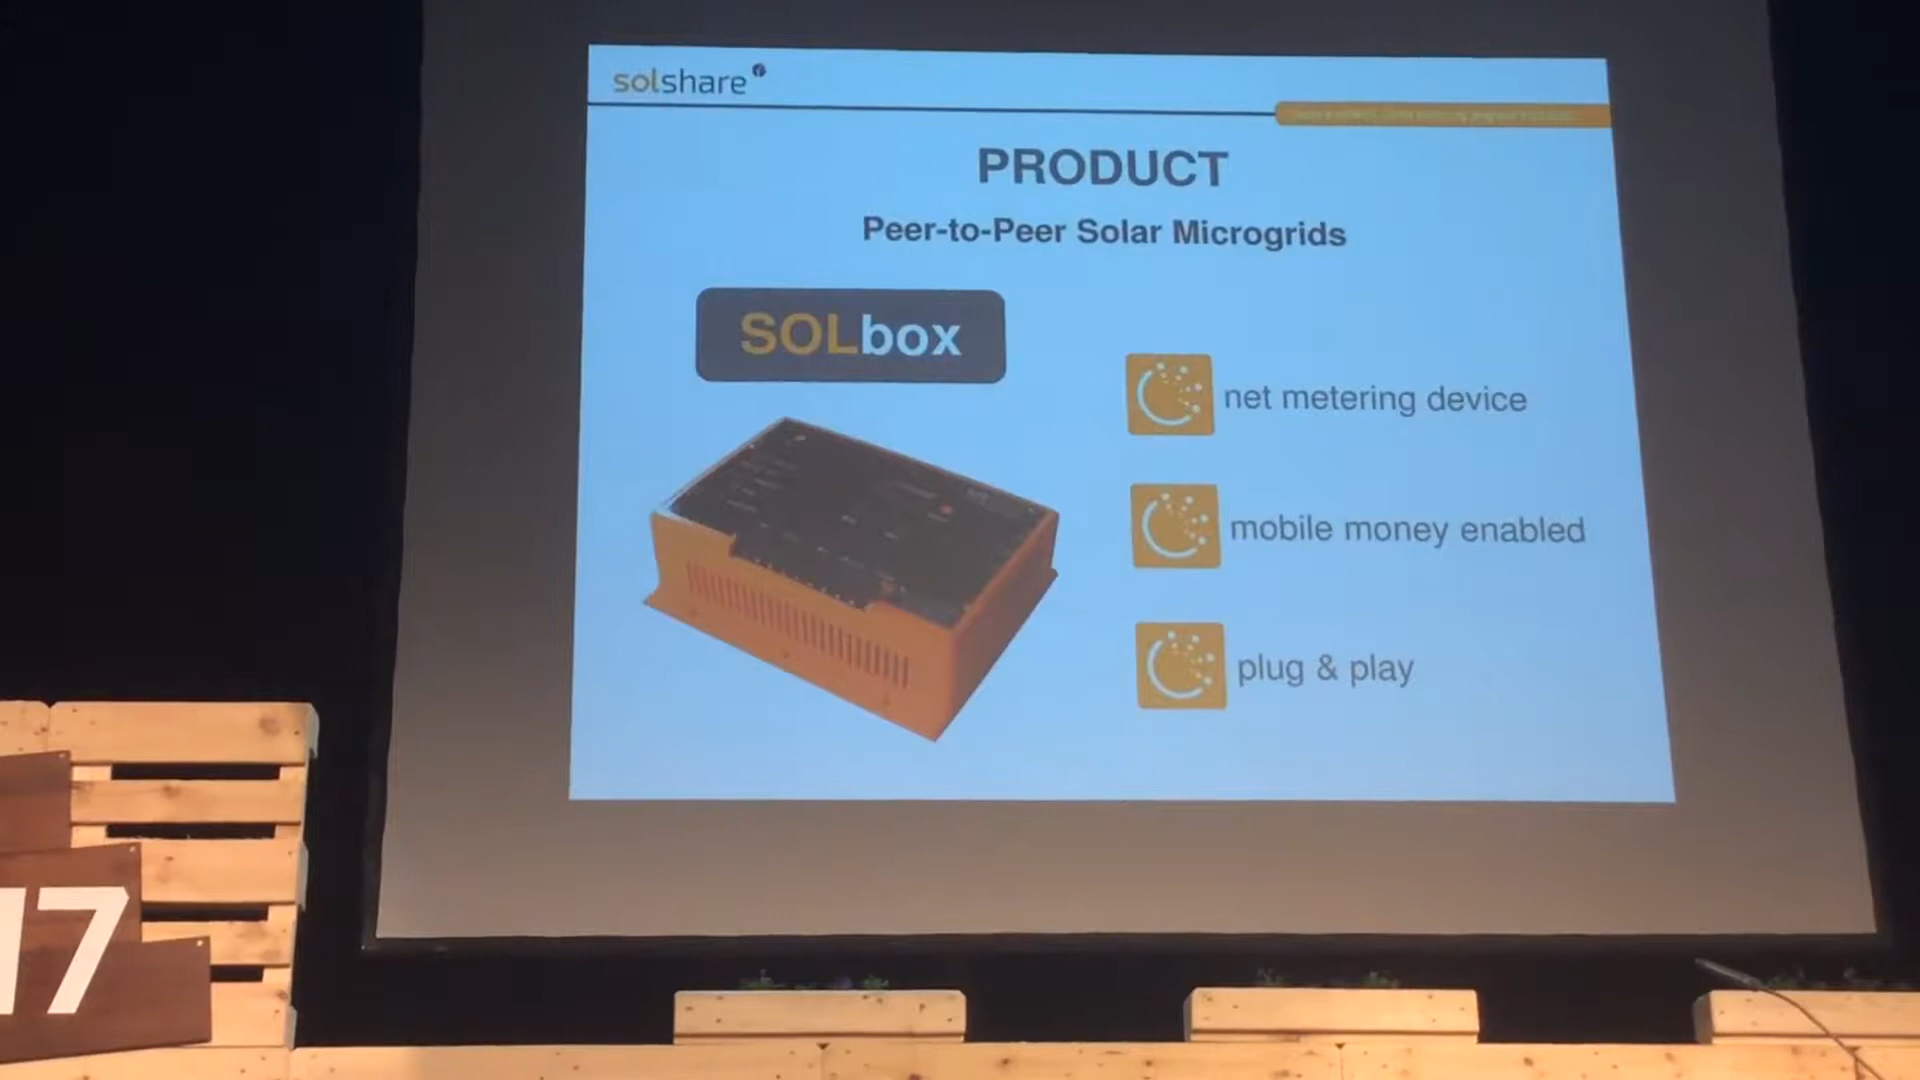 solshare
PRODUCT
Peer-to-Peer Solar Microgrids
SOLbox
net metering device
mobile money enabled
plug & play
17